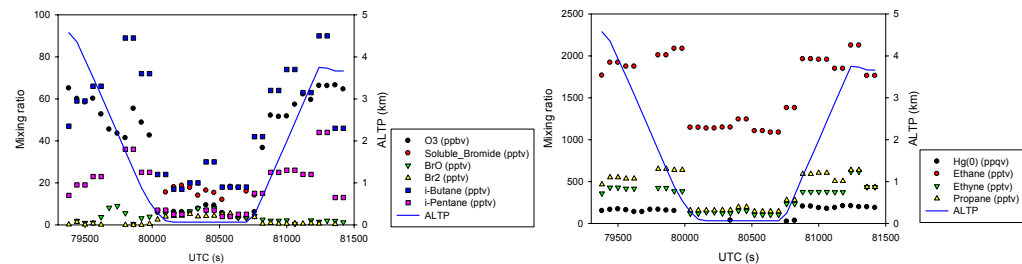 100
80
60
40
20
0
Mixing ratio
79500 80000 80500 81000 81500
UTC (s)
5
4
3
2
1
0
ALTP (km)
O3 (ppbv)
Soluble_Bromide (pptv)
BrO (pptv)
Br2 (pptv)
i-Butane (pptv)
i-Pentane (pptv)
ALTP
2500
2000
1500
1000
500
0
Mixing ratio
79500 80000 80500 81000 81500
UTC (s)
5
4
3
2
1
0
ALTP (km)
Hg(0) (ppqv)
Ethane (pptv)
Ethyne (pptv)
Propane (pptv)
ALTP